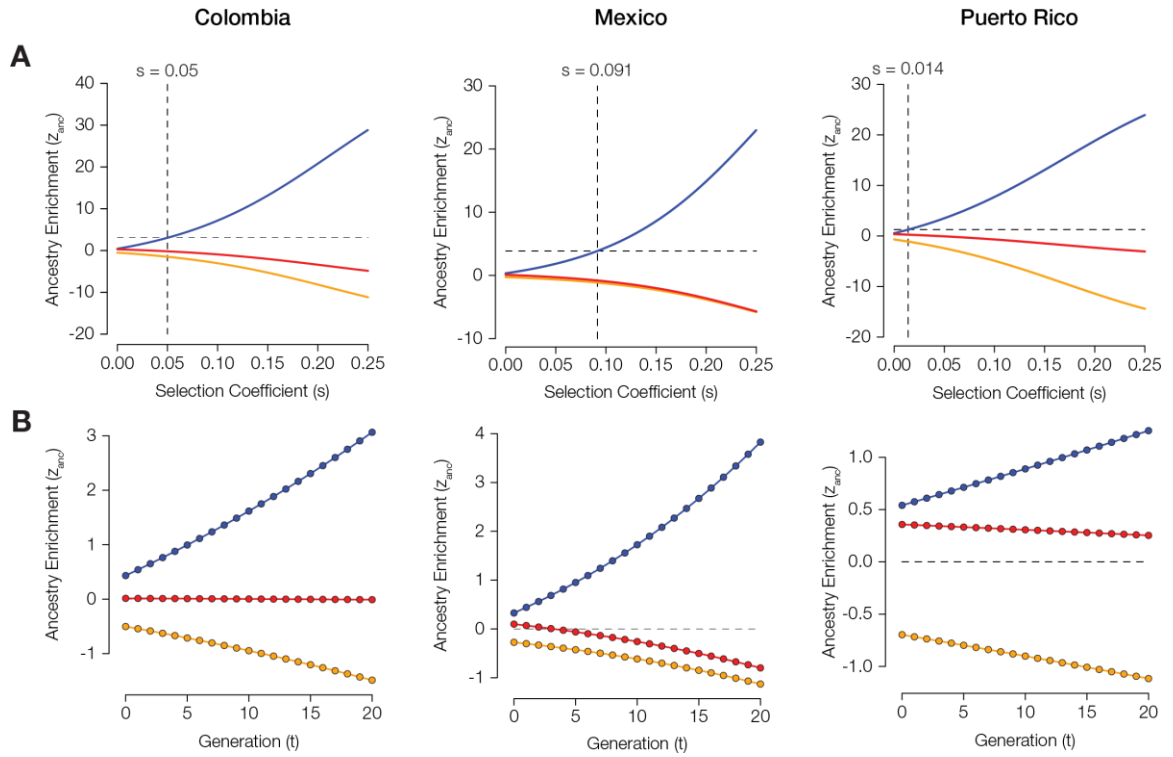 Colombia Mexico Puerto Rico
A
s = 0.05 s = 0.091 s = 0.014
Ancestry Enrichment (z_anc)
40
30
20
10
0
-10
-20
0.00 0.05 0.10 0.15 0.20 0.25
Selection Coefficient (s)
Ancestry Enrichment (z_anc)
30
20
10
0
-10
0.00 0.05 0.10 0.15 0.20 0.25
Selection Coefficient (s)
Ancestry Enrichment (z_anc)
30
20
10
0
-10
-20
0.00 0.05 0.10 0.15 0.20 0.25
Selection Coefficient (s)
B
Ancestry Enrichment (z_anc)
3
2
1
0
-1
0 5 10 15 20
Generation (t)
Ancestry Enrichment (z_anc)
4
3
2
1
0
-1
0 5 10 15 20
Generation (t)
Ancestry Enrichment (z_anc)
1.0
0.5
0.0
-0.5
-1.0
0 5 10 15 20
Generation (t)